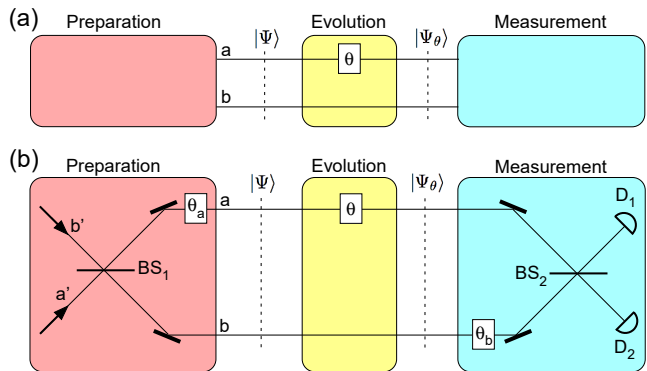 (a)
Preparation
|Ψ⟩
Evolution
|Ψθ⟩
Measurement
a
θ
b
(b)
Preparation
|Ψ⟩
Evolution
|Ψθ⟩
Measurement
θa
a
θ
D1
b'
BS1
BS2
a'
b
θb
D2